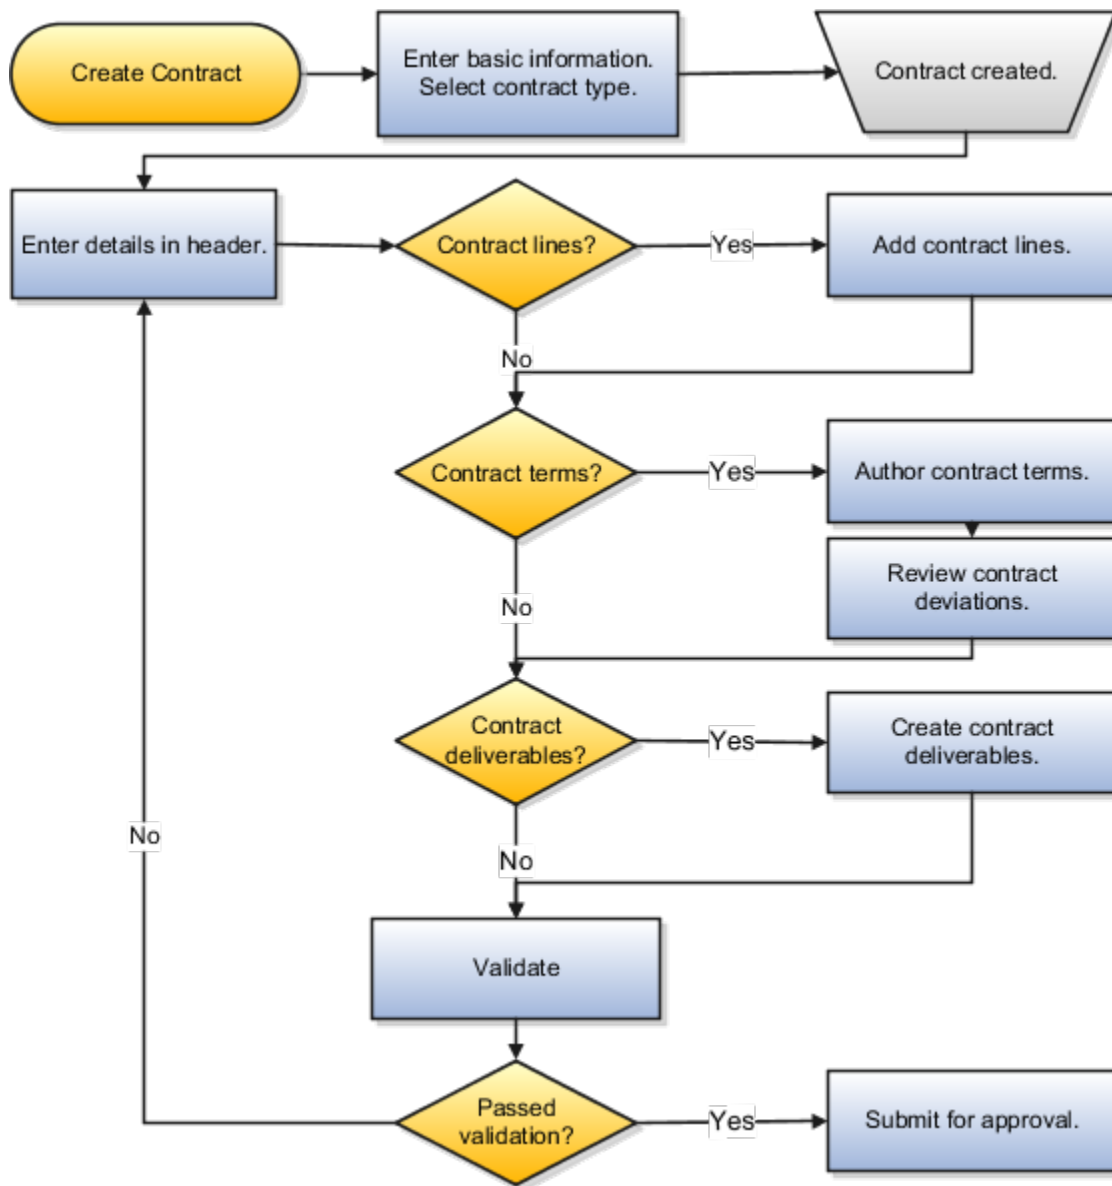 Create Contract
Enter basic information.
Select contract type.
Contract created.
Enter details in header.
Contract lines?
Yes
Add contract lines.
No
Contract terms?
Yes
Author contract terms.
Review contract
deviations.
No
Contract
deliverables?
Yes
Create contract
deliverables.
No
No
Validate
Passed
validation?
Yes
Submit for approval.